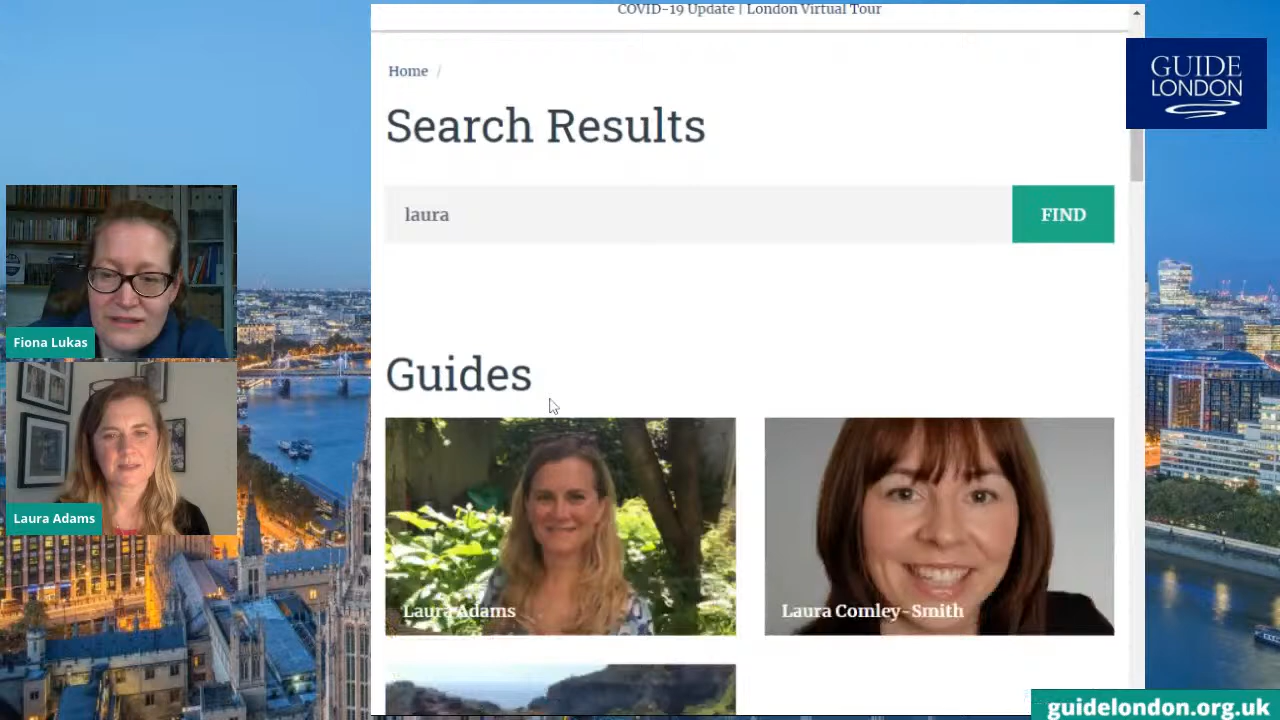 COVID-19 Update | London Virtual Tour
Home /
Search Results
laura
FIND
Guides
Laura Adams
Laura Comley-Smith
Fiona Lukas
Laura Adams
GUIDE
LONDON
guidelondon.org.uk